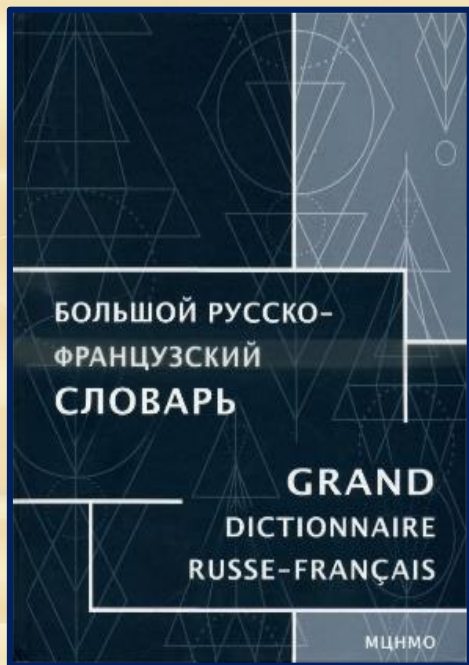 БОЛЬШОЙ РУССКО-
ФРАНЦУЗСКИЙ
СЛОВАРЬ
GRAND
DICTIONNAIRE
RUSSE-FRANÇAIS
МЦНМО